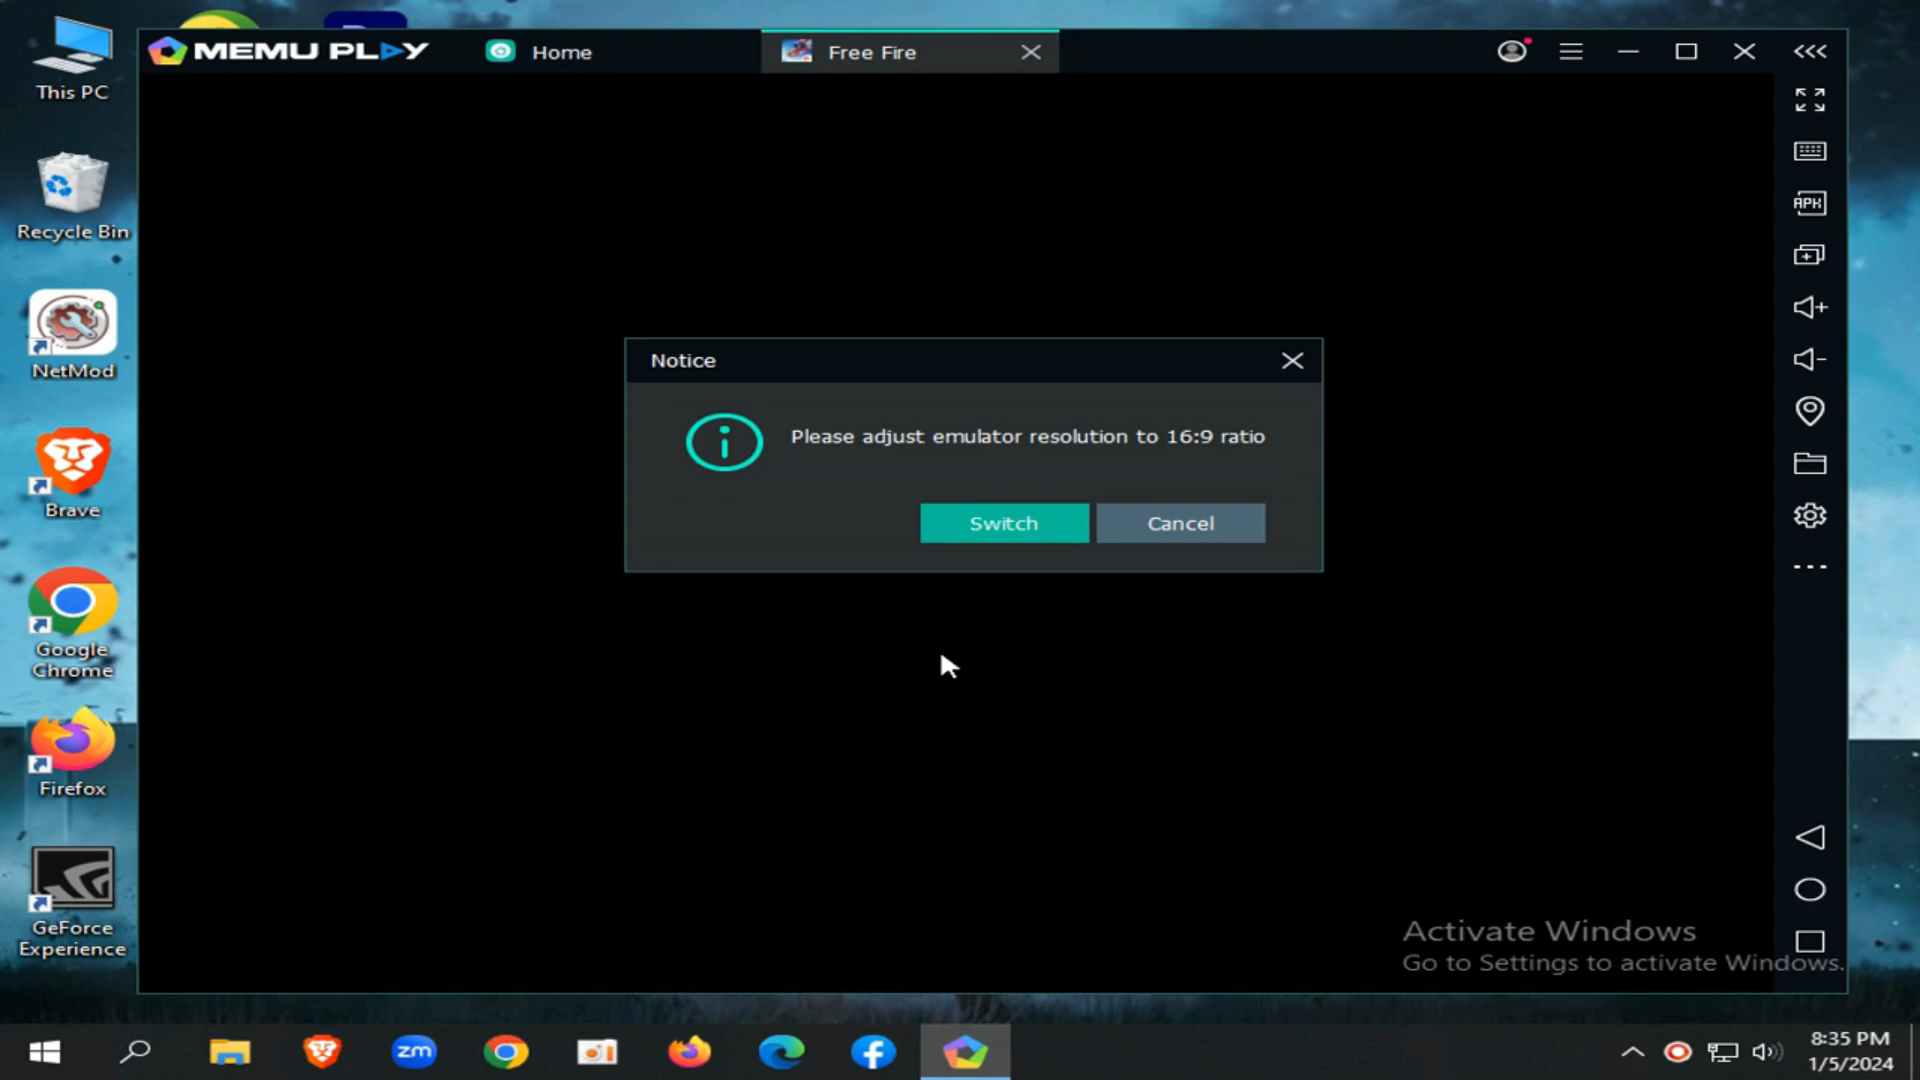 MEMU PLAY
Home
Free Fire
This PC
Recycle Bin
NetMod
Brave
Google
Chrome
Firefox
GeForce
Experience
APK
Notice
Please adjust emulator resolution to 16:9 ratio
Switch
Cancel
Activate Windows
Go to Settings to activate Windows.
zm
8:35 PM
1/5/2024